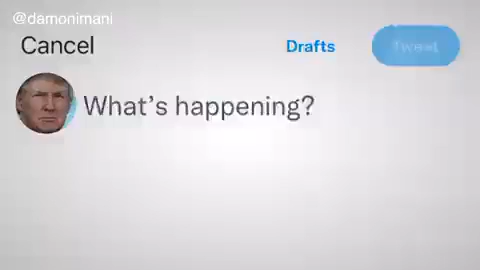 @damonimani
Cancel
Drafts
Tweet
What's happening?